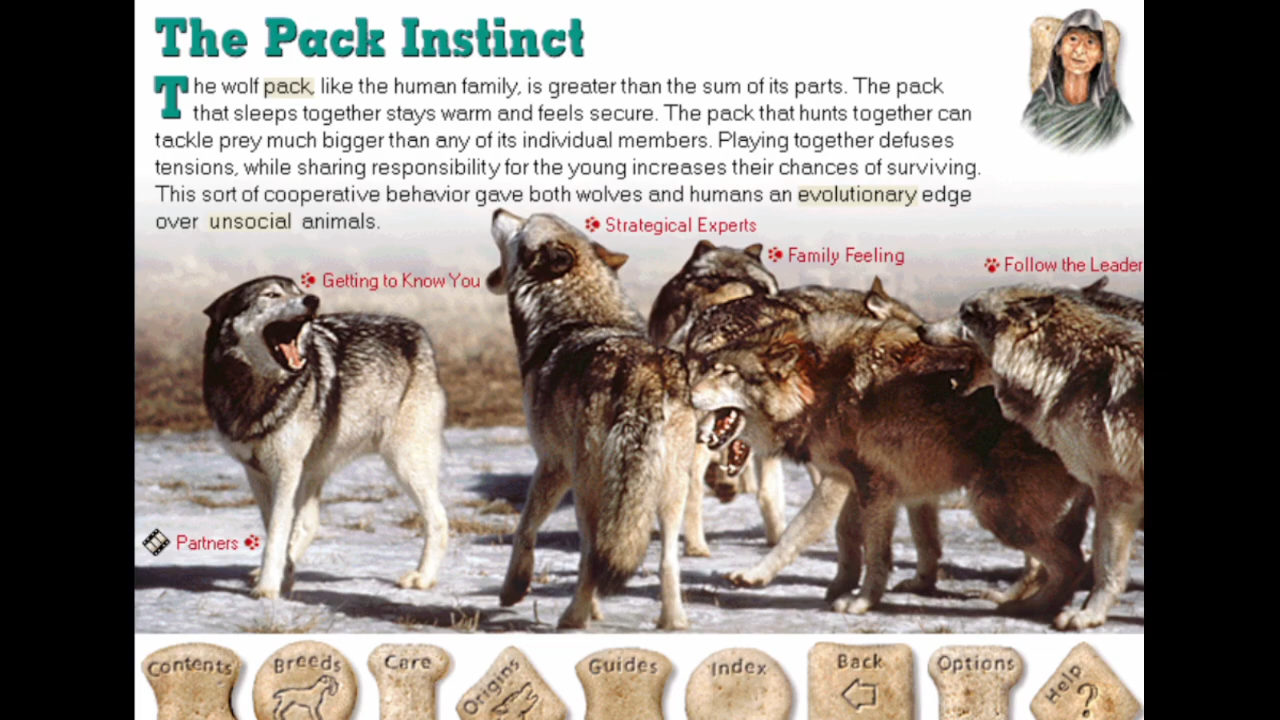 The Pack Instinct
The wolf pack, like the human family, is greater than the sum of its parts. The pack
that sleeps together stays warm and feels secure. The pack that hunts together can
tackle prey much bigger than any of its individual members. Playing together defuses
tensions, while sharing responsibility for the young increases their chances of surviving.
This sort of cooperative behavior gave both wolves and humans an evolutionary edge
over unsocial animals.
Strategical Experts
Family Feeling
Follow the Leader
Getting to Know You
Partners
Contents
Breeds
Care
Origins
Guides
Index
Back
Options
Help
?